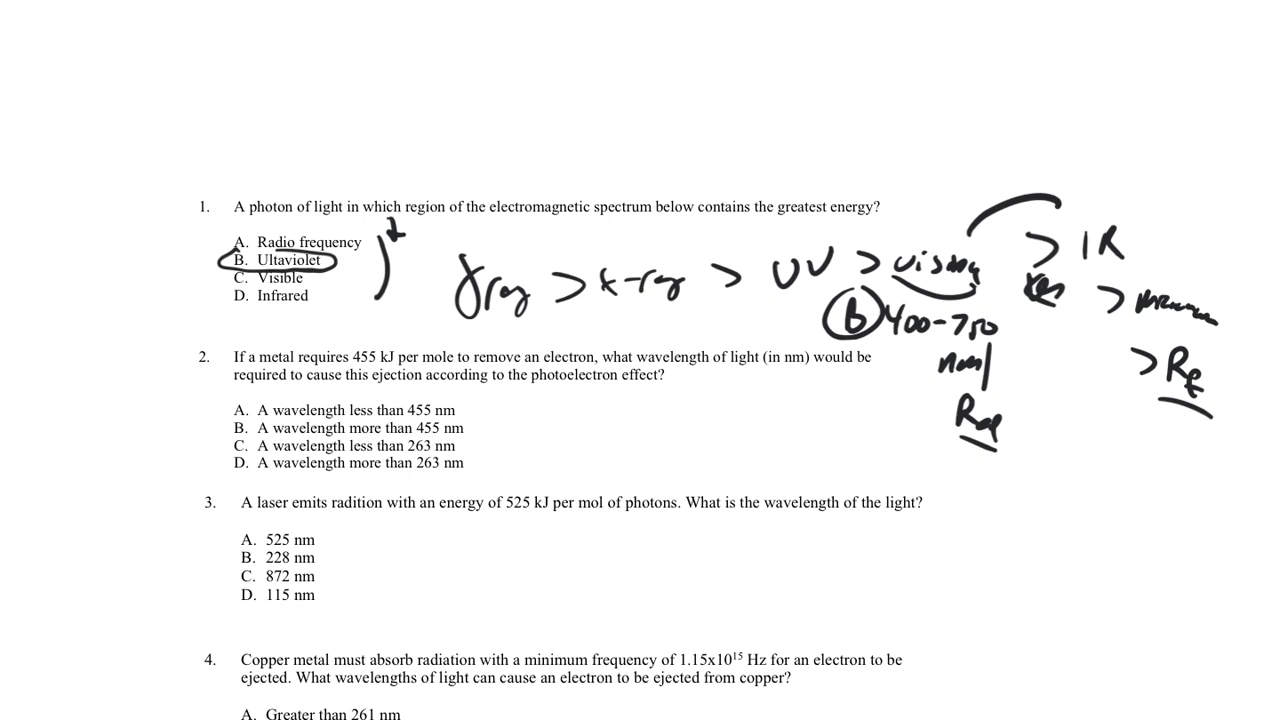 1. A photon of light in which region of the electromagnetic spectrum below contains the greatest energy?
A. Radio frequency
B. Ultaviolet
C. Visible
D. Infrared
γ ray > x-ray > UV > > IR
(b) 400-750
nm
>
> Rf
2. If a metal requires 455 kJ per mole to remove an electron, what wavelength of light (in nm) would be
required to cause this ejection according to the photoelectron effect?
A. A wavelength less than 455 nm
B. A wavelength more than 455 nm
C. A wavelength less than 263 nm
D. A wavelength more than 263 nm
3. A laser emits radition with an energy of 525 kJ per mol of photons. What is the wavelength of the light?
A. 525 nm
B. 228 nm
C. 872 nm
D. 115 nm
4. Copper metal must absorb radiation with a minimum frequency of 1.15x10¹⁵ Hz for an electron to be
ejected. What wavelengths of light can cause an electron to be ejected from copper?
A. Greater than 261 nm